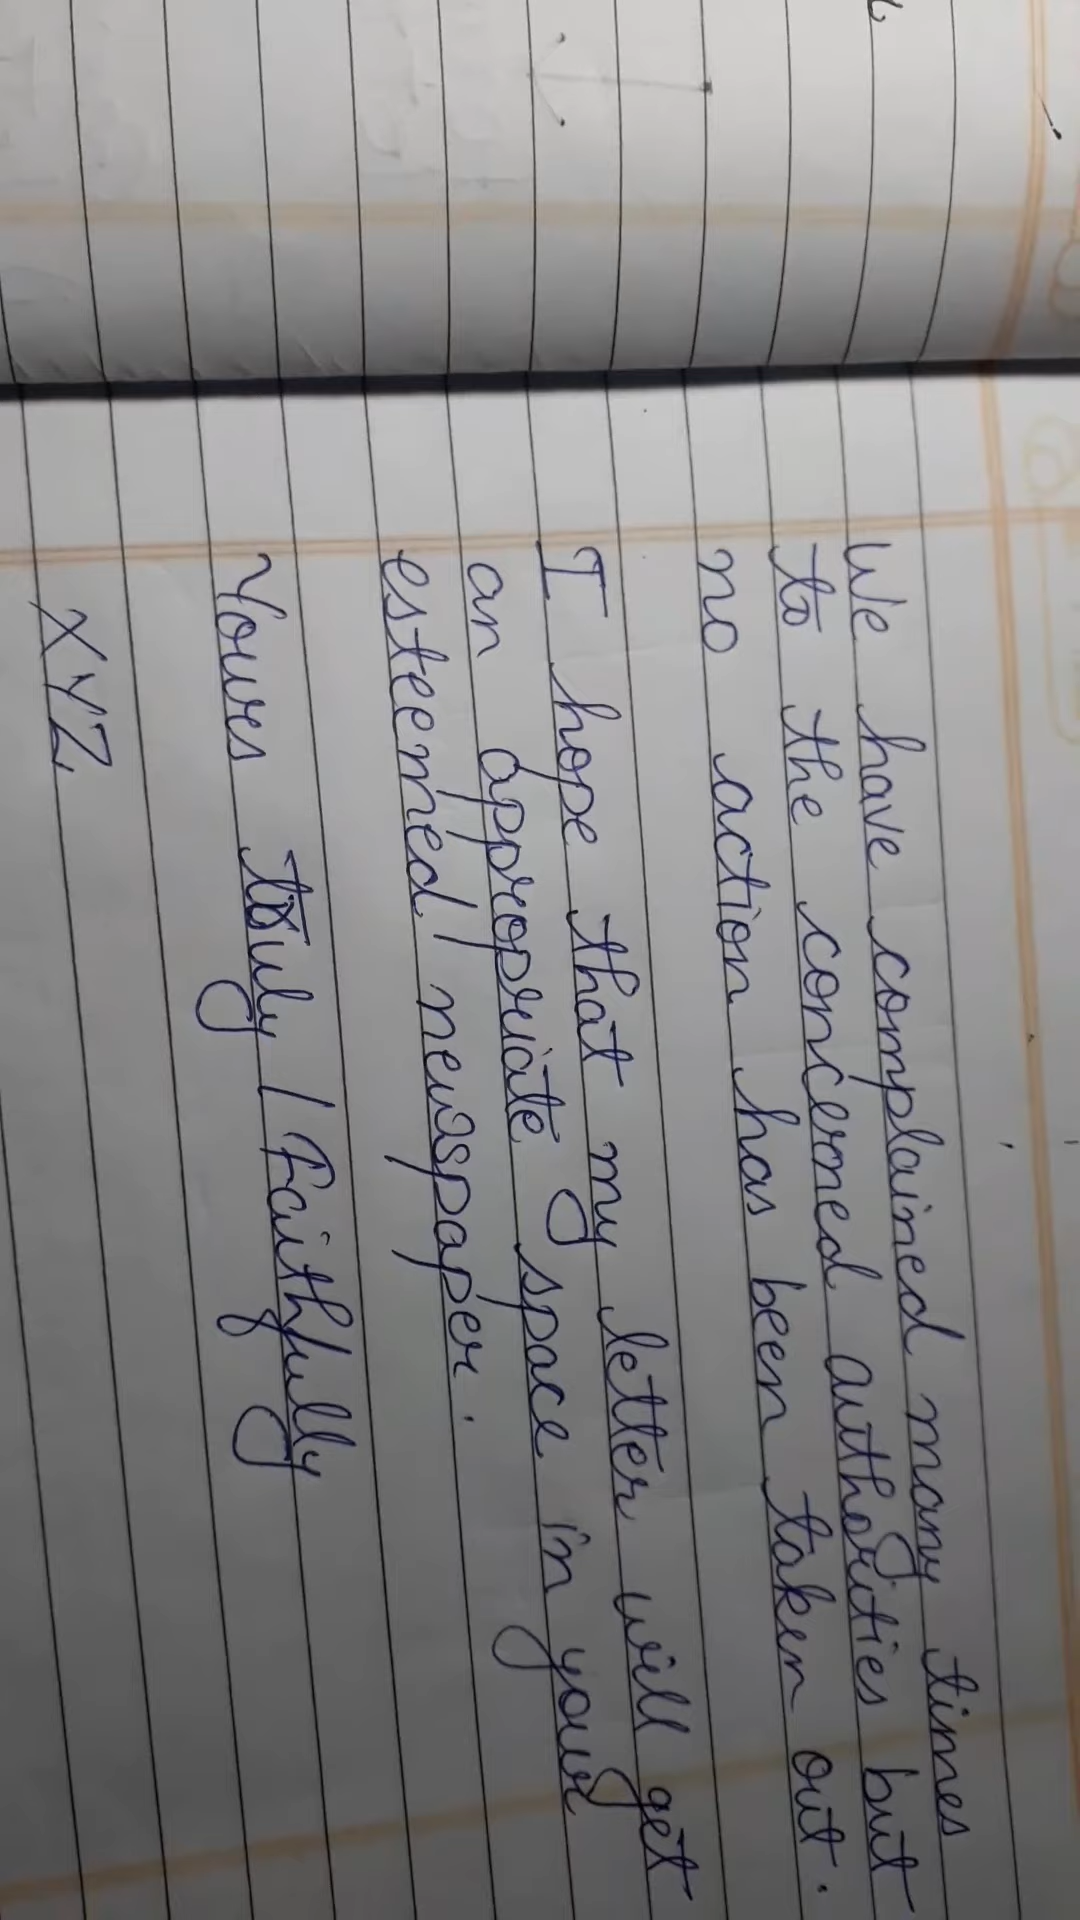 We have complained many times
to the concerned authorities but
no action has been taken out.
I hope that my letter will get
an appropriate space in your
esteemed newspaper.
Yours truly / Faithfully
XYZ